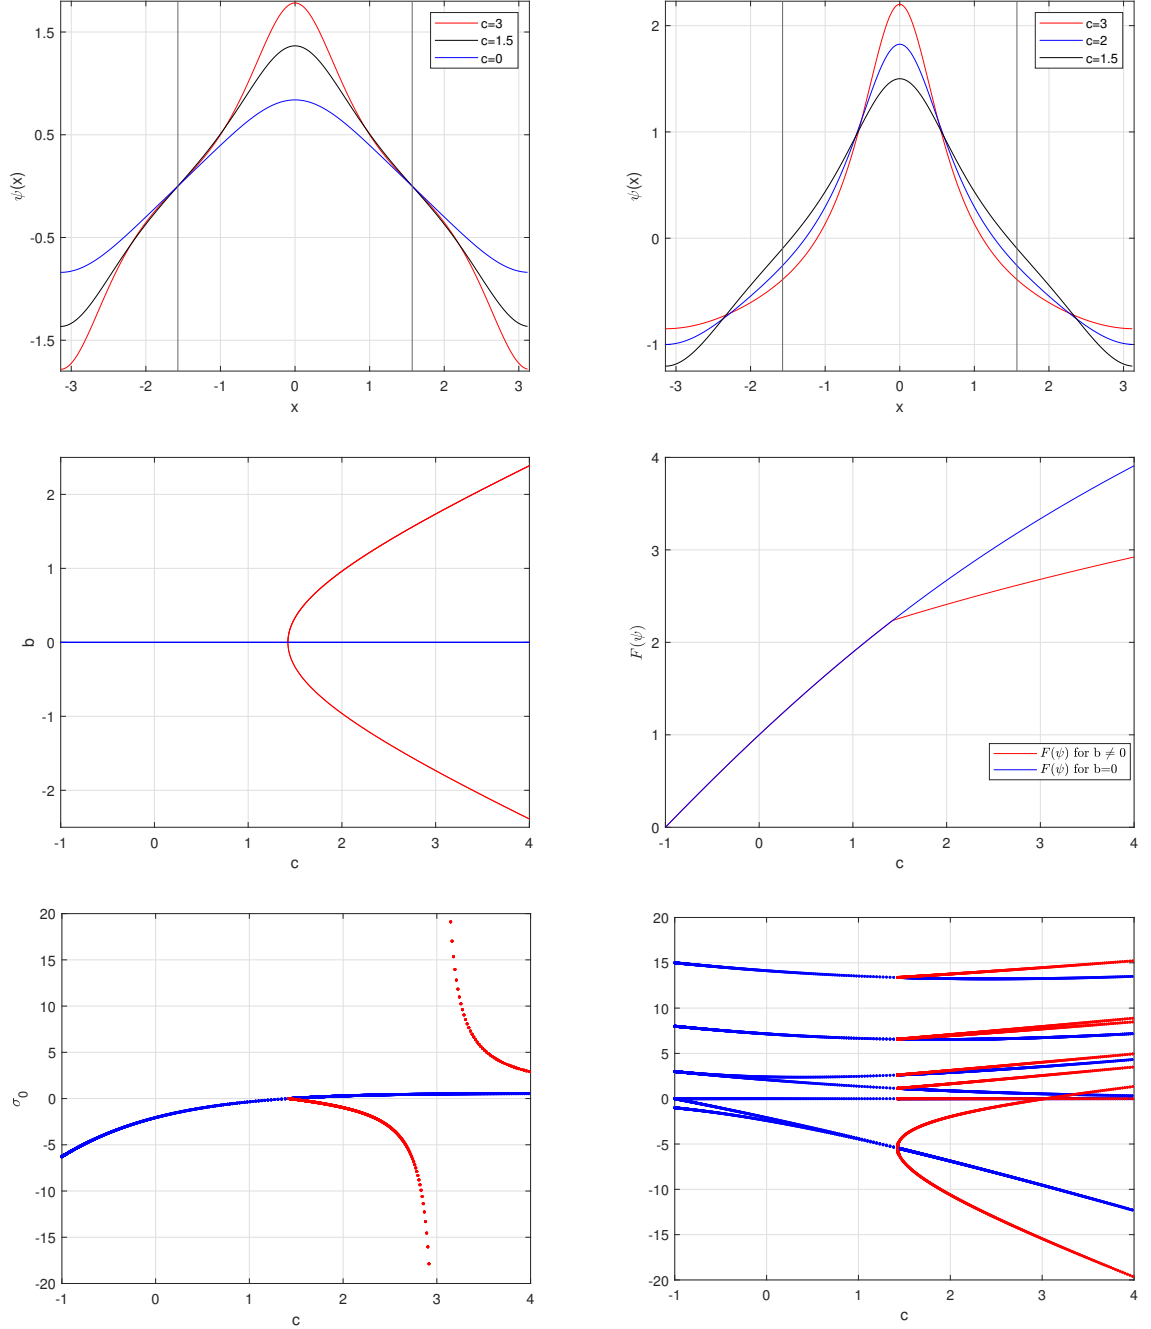 1.5
0.5
-0.5
-1.5
ψ(x)
c=3
c=1.5
c=0
-3 -2 -1 0 1 2 3
x
2
1
0
-1
ψ(x)
c=3
c=2
c=1.5
-3 -2 -1 0 1 2 3
x
2
1
0
-1
-2
b
-1 0 1 2 3 4
c
4
3
2
1
0
F(ψ)
F(ψ) for b ≠ 0
F(ψ) for b=0
-1 0 1 2 3 4
c
20
15
10
5
0
-5
-10
-15
-20
σ₀
-1 0 1 2 3 4
c
20
15
10
5
0
-5
-10
-15
-20
-1 0 1 2 3 4
c